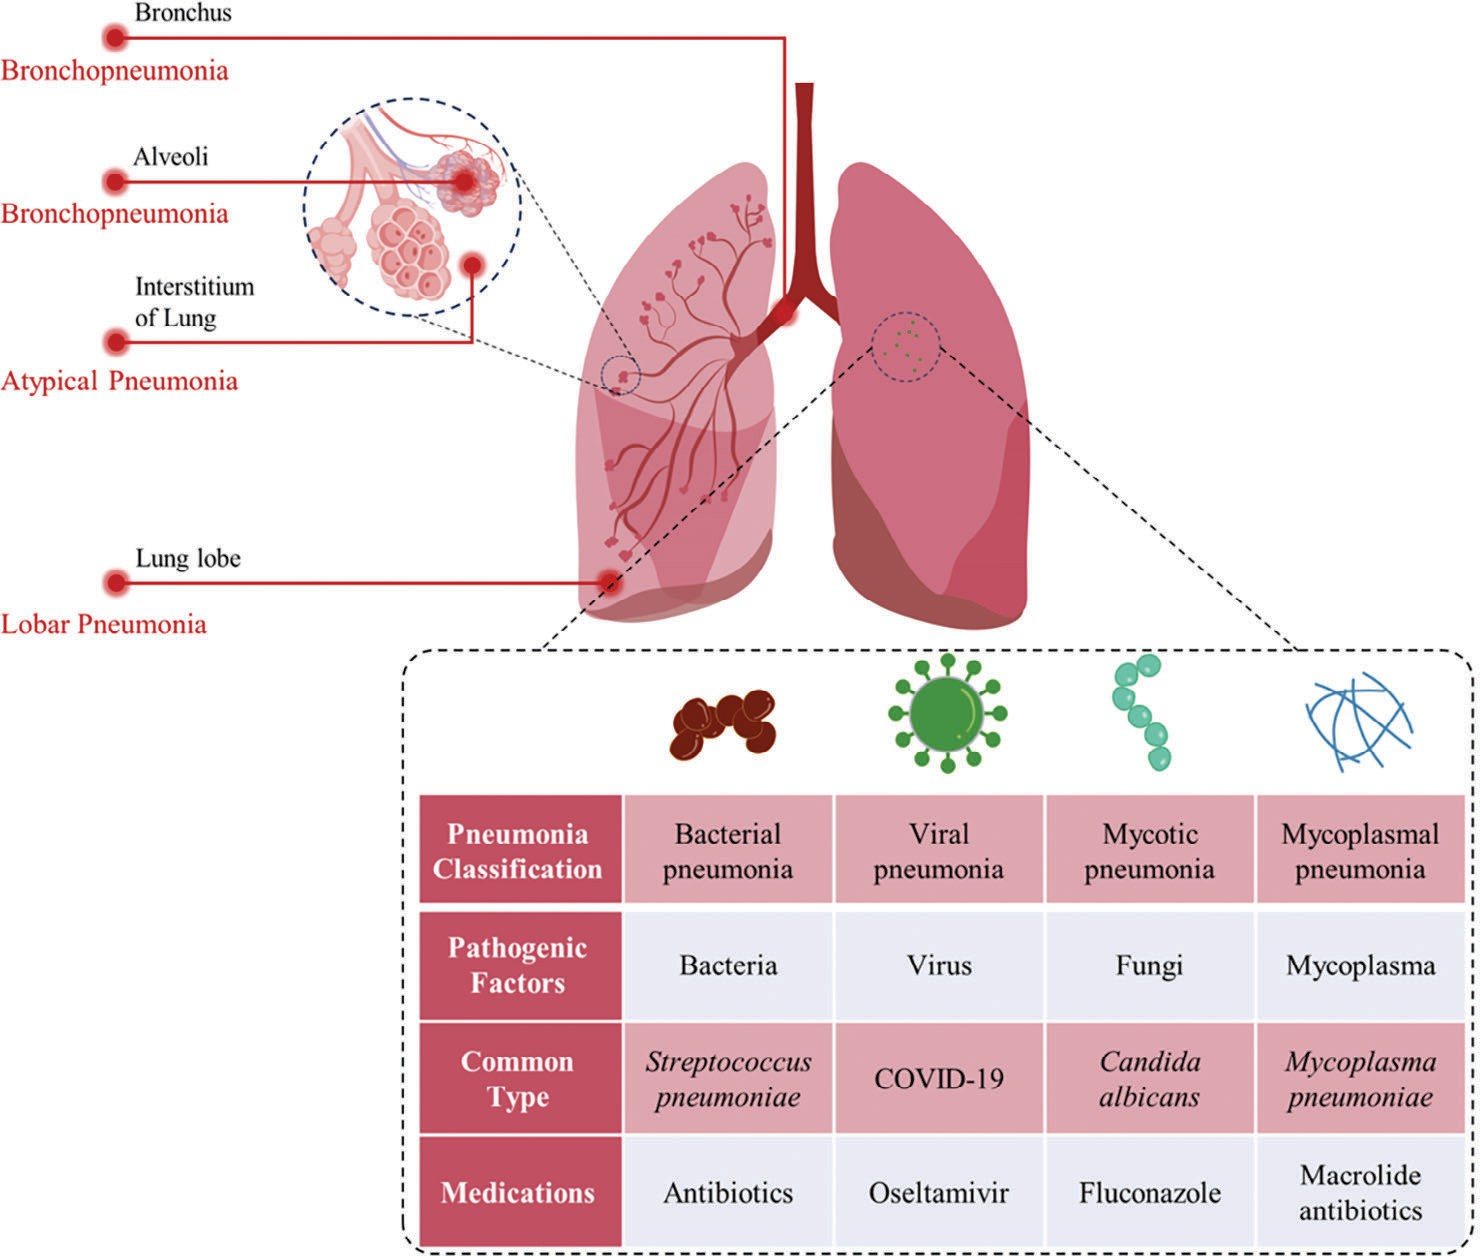 Bronchus
Bronchopneumonia
Alveoli
Bronchopneumonia
Interstitium
of Lung
Atypical Pneumonia
Lung lobe
Lobar Pneumonia
Pneumonia
Classification
Bacterial
pneumonia
Viral
pneumonia
Mycotic
pneumonia
Mycoplasmal
pneumonia
Pathogenic
Factors
Bacteria
Virus
Fungi
Mycoplasma
Common
Type
Streptococcus
pneumoniae
COVID-19
Candida
albicans
Mycoplasma
pneumoniae
Medications
Antibiotics
Oseltamivir
Fluconazole
Macrolide
antibiotics